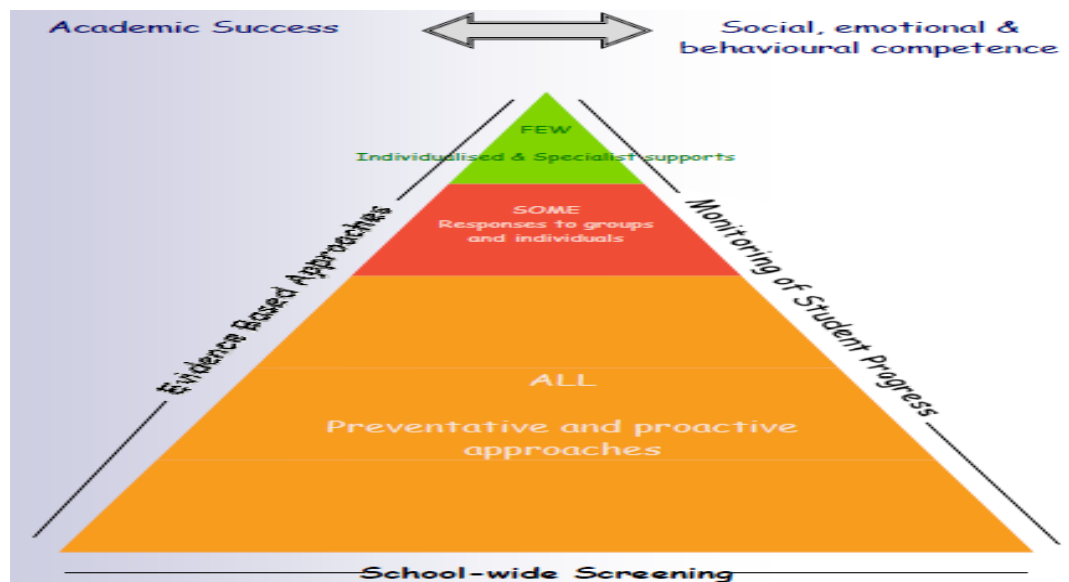 Academic Success
Social, emotional &
behavioural competence
FEW
Individualised & Specialist supports
SOME
Responses to groups
and individuals
Evidence Based Approaches
Monitoring of Student Progress
ALL
Preventative and proactive
approaches
School-wide Screening